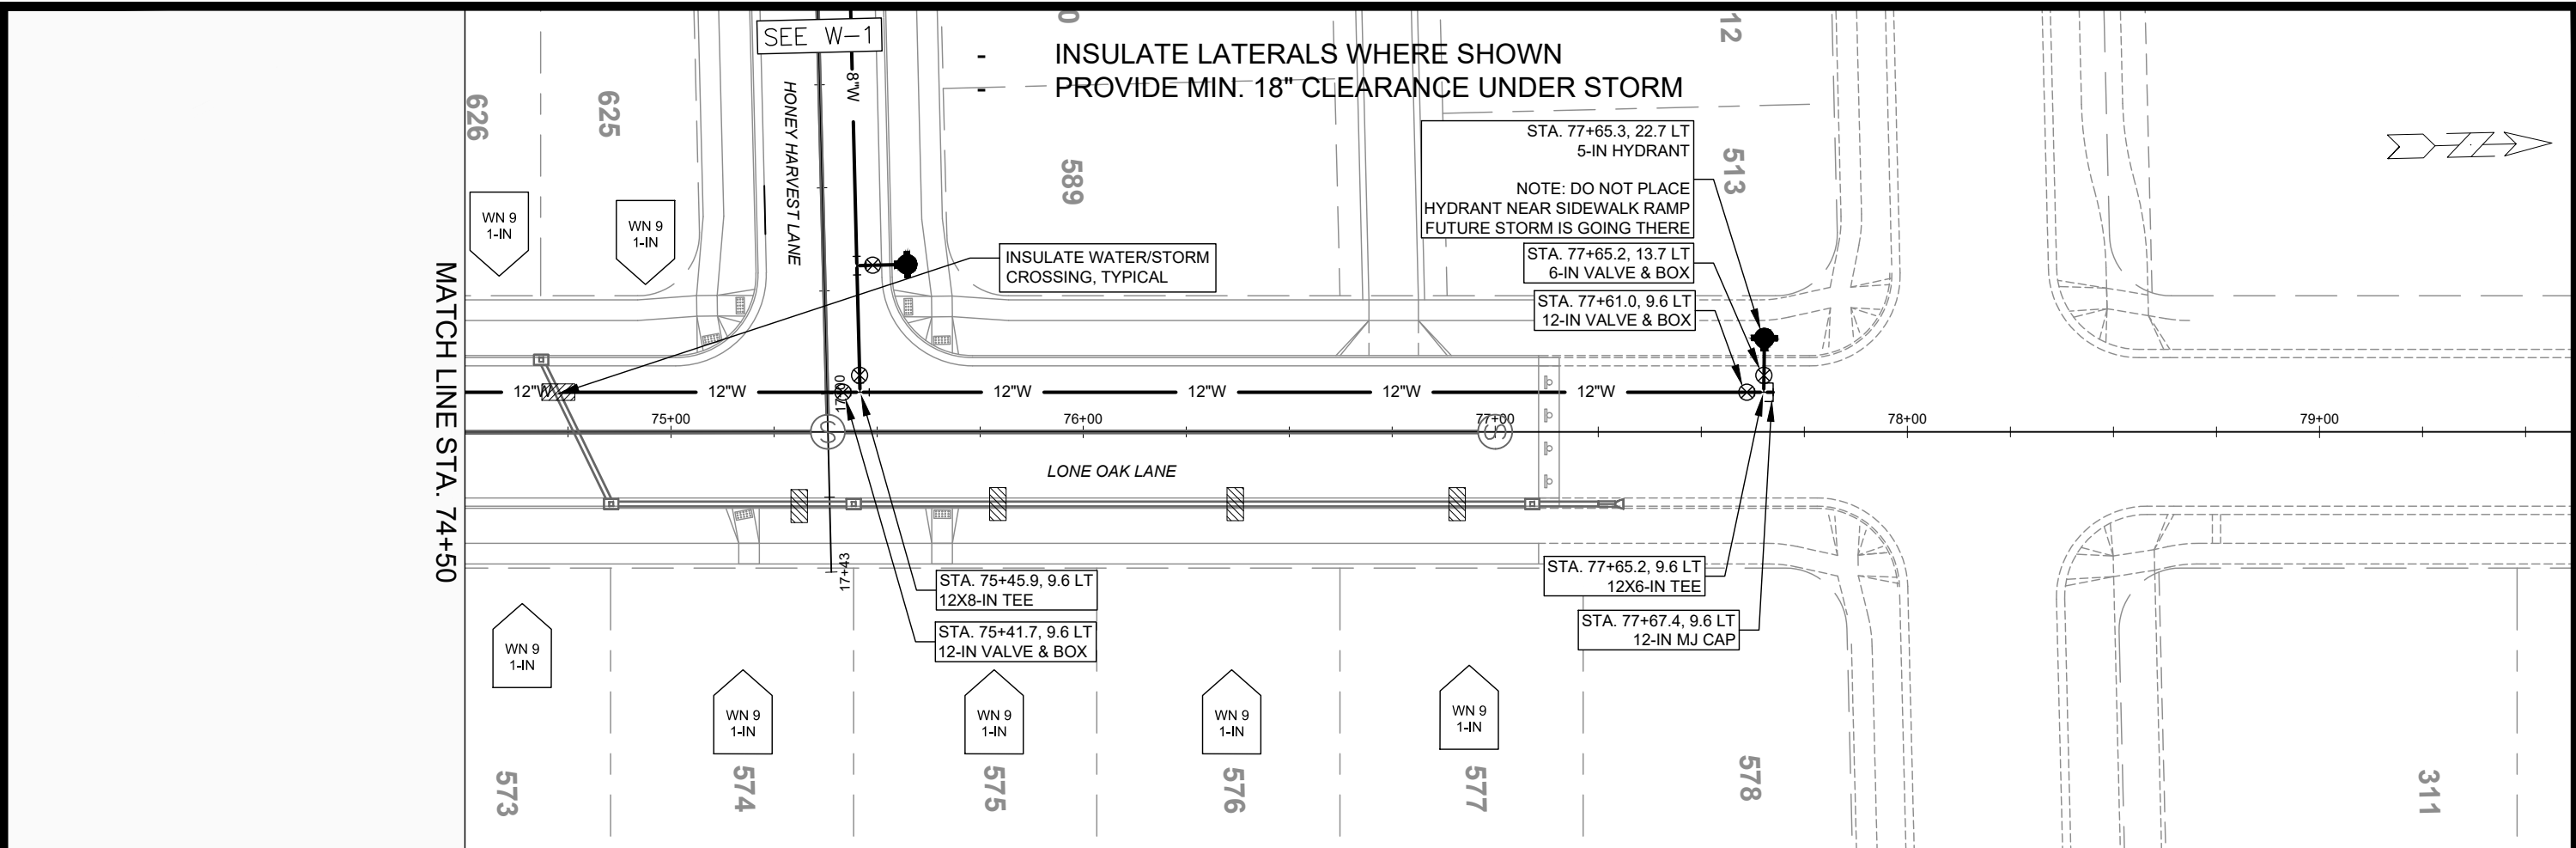 SEE W-1
- INSULATE LATERALS WHERE SHOWN
- PROVIDE MIN. 18" CLEARANCE UNDER STORM
12
626
625
8"W
HONEY HARVEST LANE
589
513
STA. 77+65.3, 22.7 LT
5-IN HYDRANT
NOTE: DO NOT PLACE
HYDRANT NEAR SIDEWALK RAMP
FUTURE STORM IS GOING THERE
N
WN 9
1-IN
WN 9
1-IN
INSULATE WATER/STORM
CROSSING, TYPICAL
STA. 77+65.2, 13.7 LT
6-IN VALVE & BOX
STA. 77+61.0, 9.6 LT
12-IN VALVE & BOX
MATCH LINE STA. 74+50
12"W
12"W
12"W
12"W
12"W
12"W
17+00
75+00
76+00
77+00
78+00
79+00
S
S
LONE OAK LANE
17+43
STA. 75+45.9, 9.6 LT
12X8-IN TEE
STA. 75+41.7, 9.6 LT
12-IN VALVE & BOX
STA. 77+65.2, 9.6 LT
12X6-IN TEE
STA. 77+67.4, 9.6 LT
12-IN MJ CAP
WN 9
1-IN
WN 9
1-IN
WN 9
1-IN
WN 9
1-IN
WN 9
1-IN
573
574
575
576
577
578
311